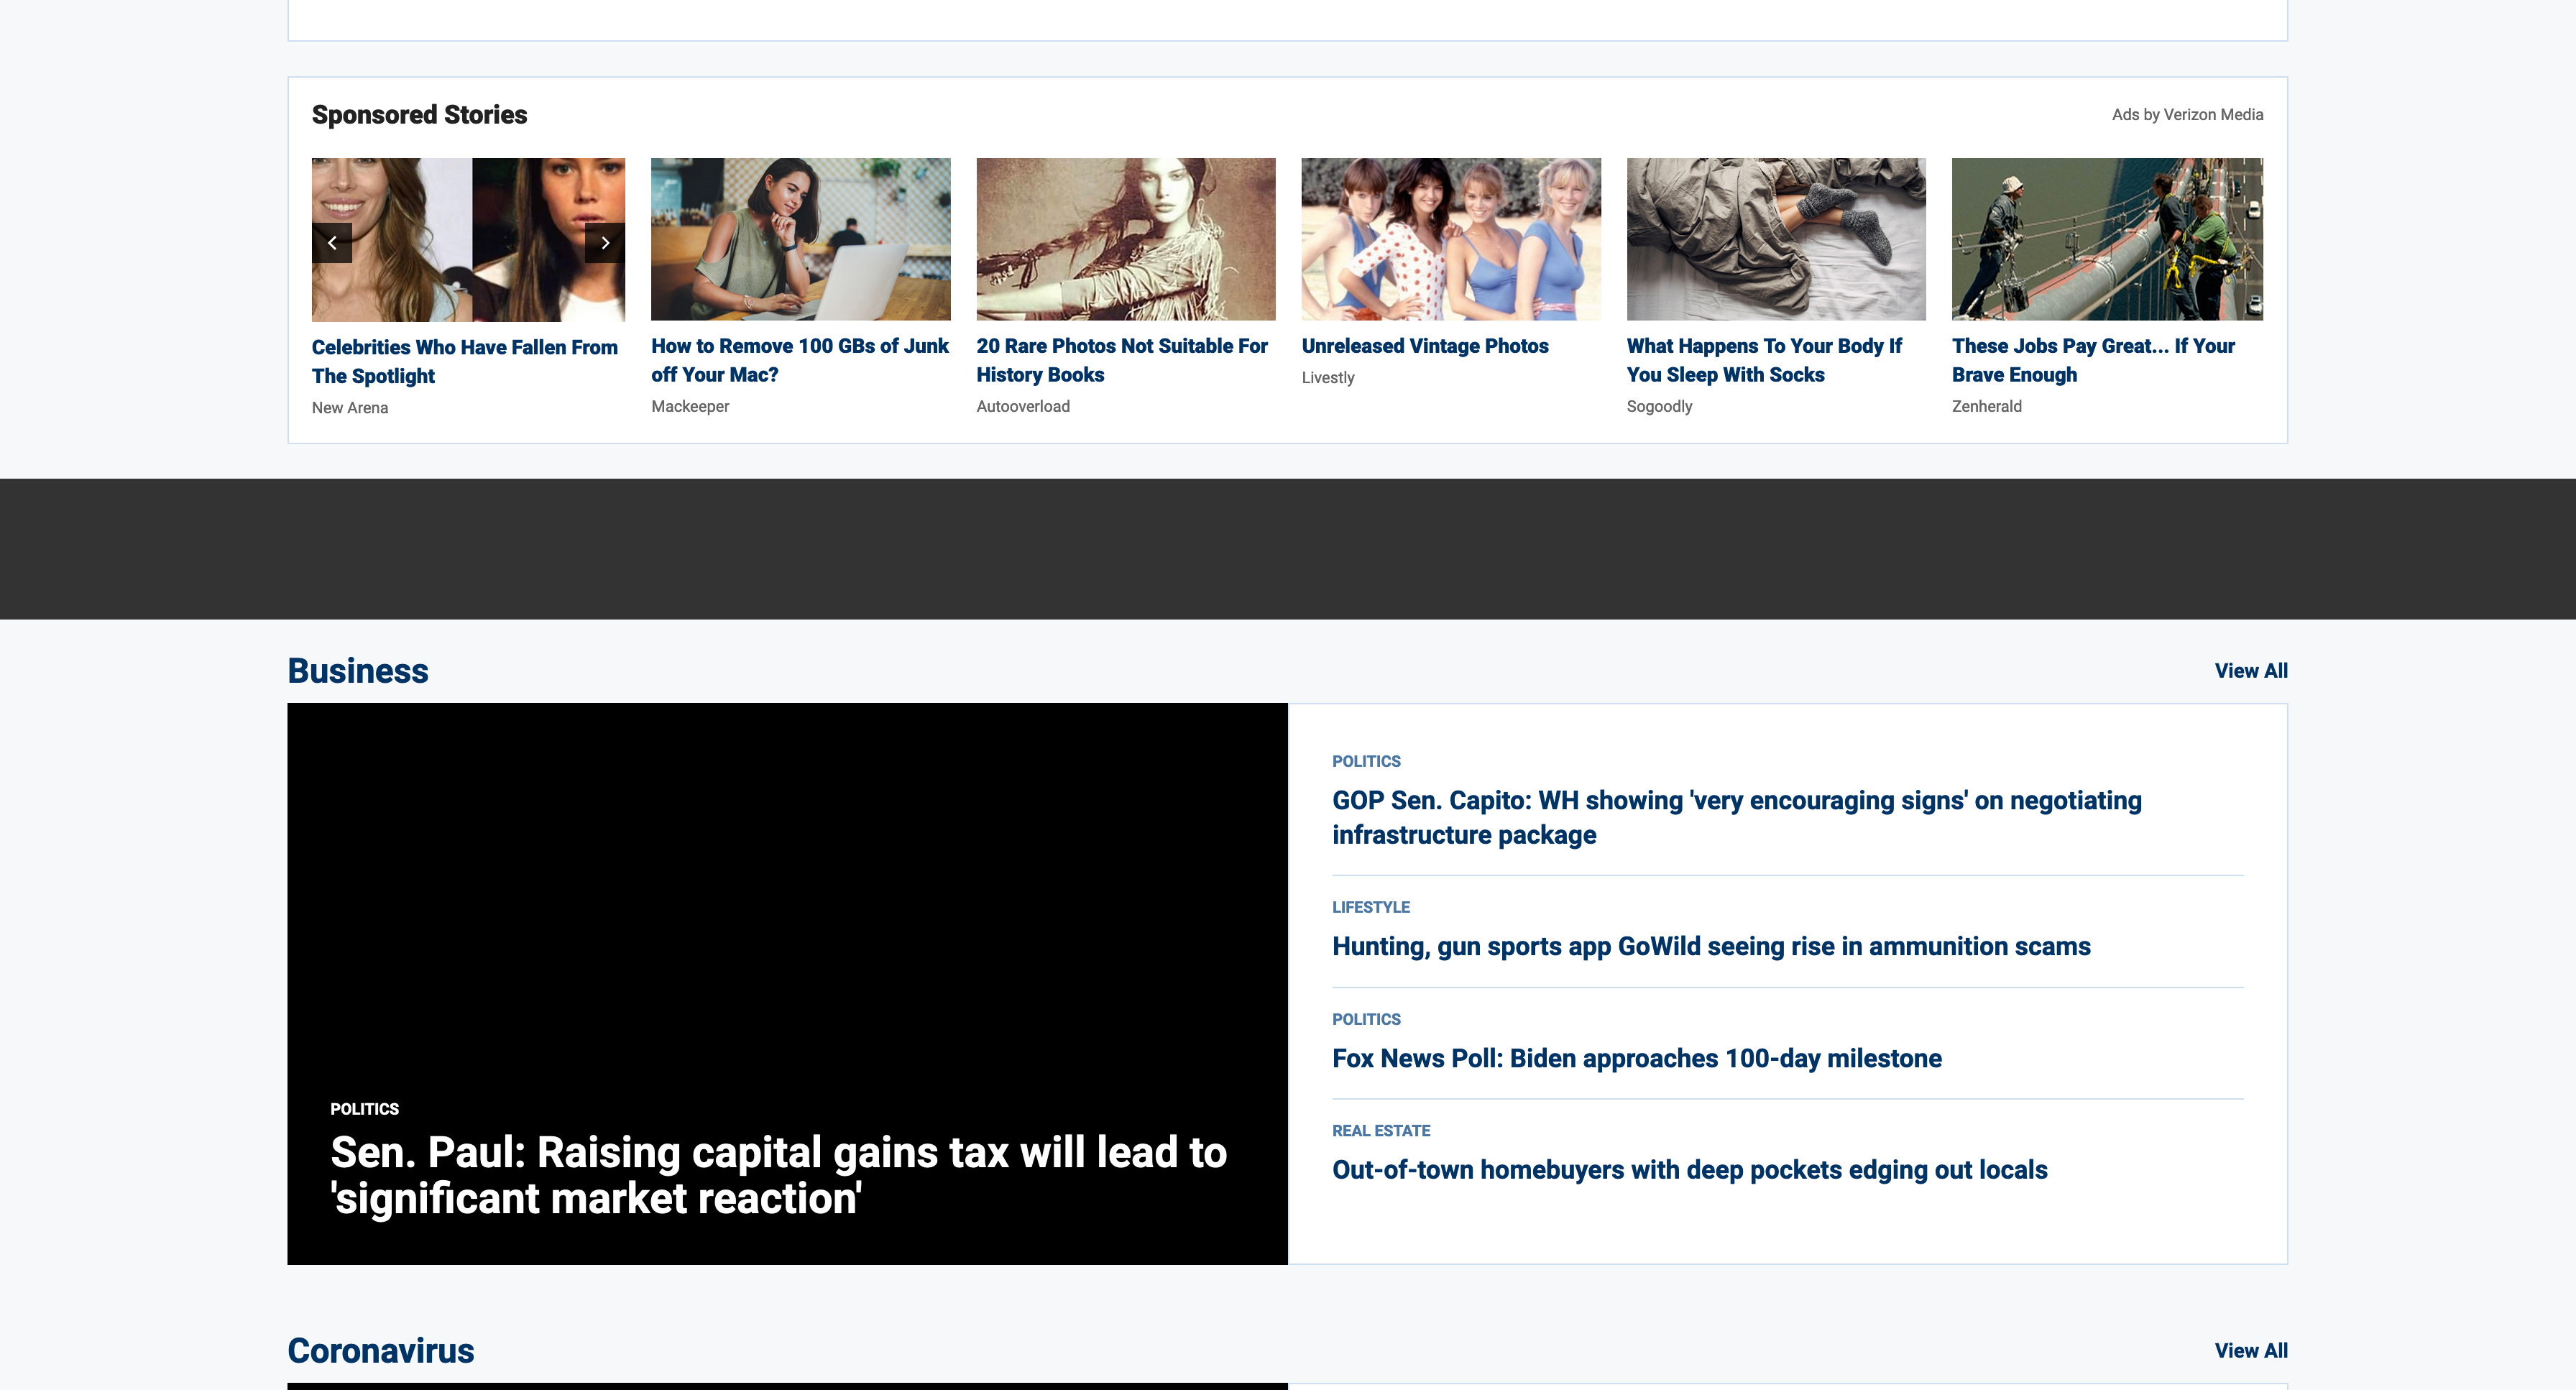 Sponsored Stories
Ads by Verizon Media
Celebrities Who Have Fallen From
The Spotlight
New Arena
How to Remove 100 GBs of Junk
off Your Mac?
Mackeeper
20 Rare Photos Not Suitable For
History Books
Autooverload
Unreleased Vintage Photos
Livestly
What Happens To Your Body If
You Sleep With Socks
Sogoodly
These Jobs Pay Great... If Your
Brave Enough
Zenherald
Business
View All
POLITICS
Sen. Paul: Raising capital gains tax will lead to
'significant market reaction'
POLITICS
GOP Sen. Capito: WH showing 'very encouraging signs' on negotiating
infrastructure package
LIFESTYLE
Hunting, gun sports app GoWild seeing rise in ammunition scams
POLITICS
Fox News Poll: Biden approaches 100-day milestone
REAL ESTATE
Out-of-town homebuyers with deep pockets edging out locals
Coronavirus
View All